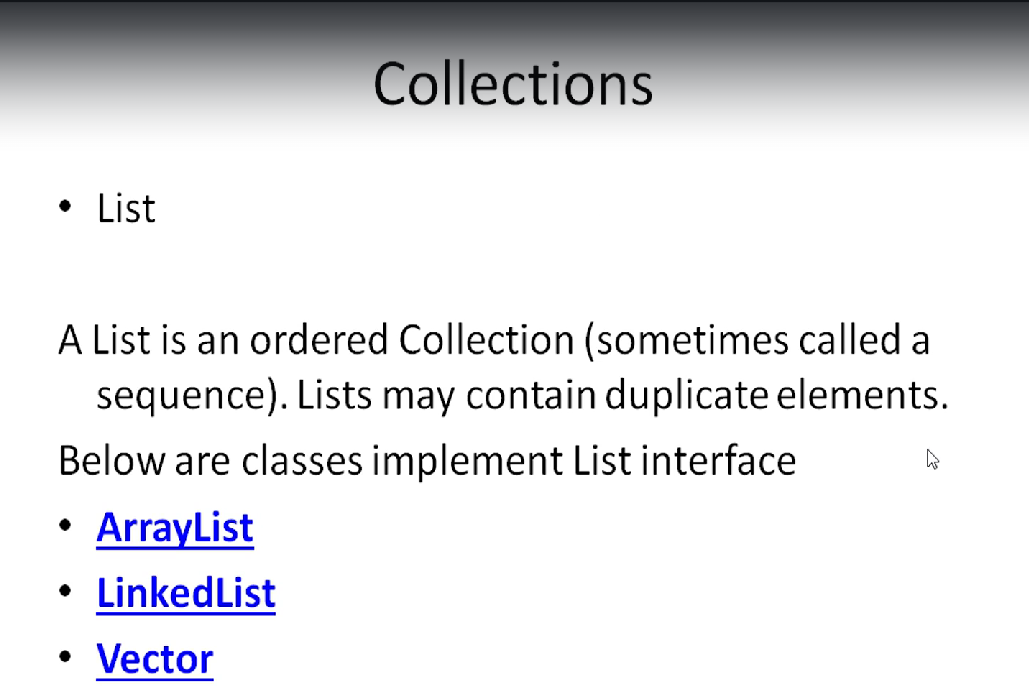 Collections
• List
A List is an ordered Collection (sometimes called a
sequence). Lists may contain duplicate elements.
Below are classes implement List interface
• ArrayList
• LinkedList
• Vector